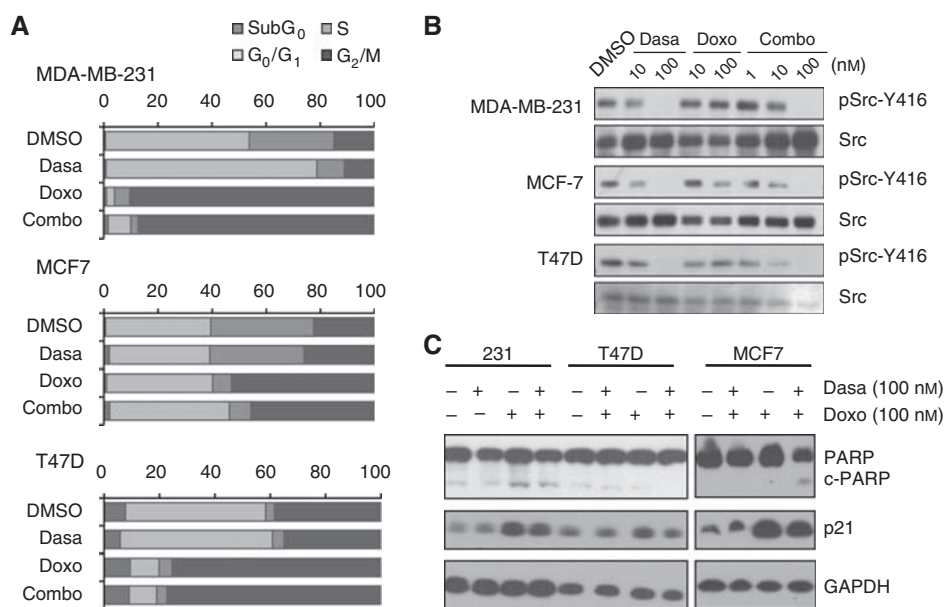 A
SubG0 S
G0/G1 G2/M
MDA-MB-231
0 20 40 60 80 100
DMSO
Dasa
Doxo
Combo
MCF7
0 20 40 60 80 100
DMSO
Dasa
Doxo
Combo
T47D
0 20 40 60 80 100
DMSO
Dasa
Doxo
Combo
B
DMSO Dasa Doxo Combo
10 100 10 100 1 10 100 (nM)
MDA-MB-231 pSrc-Y416
Src
MCF-7 pSrc-Y416
Src
T47D pSrc-Y416
Src
C
231 T47D MCF7
– + – + – + – + – + – + Dasa (100 nM)
– – + + – + + + – + + + Doxo (100 nM)
PARP
c-PARP
p21
GAPDH